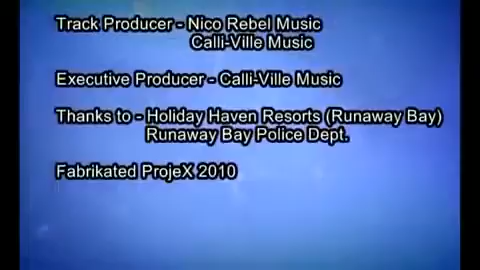 Track Producer - Nico Rebel Music
Calli-Ville Music
Executive Producer - Calli-Ville Music
Thanks to - Holiday Haven Resorts (Runaway Bay)
Runaway Bay Police Dept.
Fabrikated ProjeX 2010